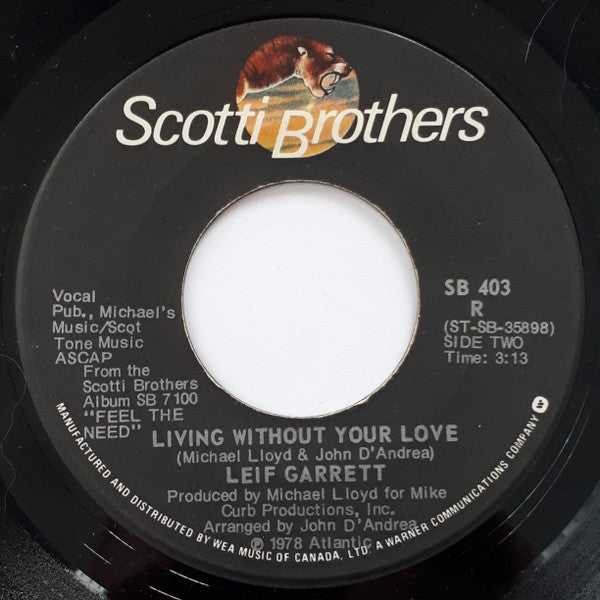 Scotti Brothers
Vocal
Pub., Michael's
Music/Scot
Tone Music
ASCAP
From the
Scotti Brothers
Album SB 7100
"FEEL THE
NEED"
SB 403
R
(ST-SB-35898)
SIDE TWO
Time: 3:13
LIVING WITHOUT YOUR LOVE
(Michael Lloyd & John D'Andrea)
LEIF GARRETT
Produced by Michael Lloyd for Mike
Curb Productions, Inc.
Arranged by John D'Andrea
℗ 1978 Atlantic
MANUFACTURED AND DISTRIBUTED BY WEA MUSIC OF CANADA, LTD. A WARNER COMMUNICATIONS COMPANY